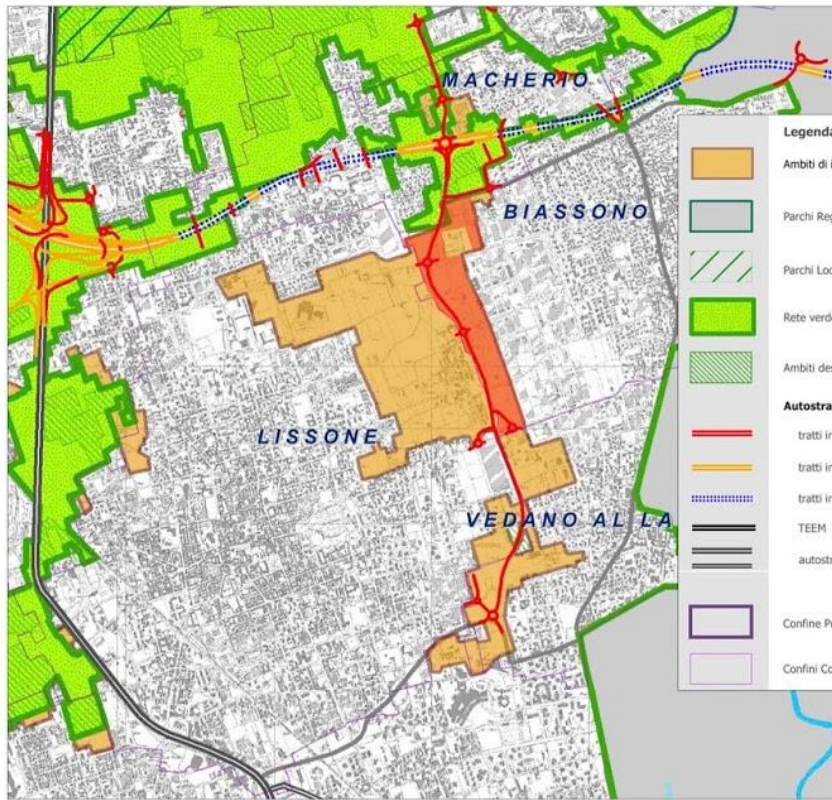 MACHERIO
BIASSONO
LISSONE
VEDANO AL LA
Legenda
Ambiti di i
Parchi Reg
Parchi Loc
Rete verde
Ambiti des
Autostra
tratti in
tratti in
tratti in
TEEM
autostr
Confine P
Confini Co